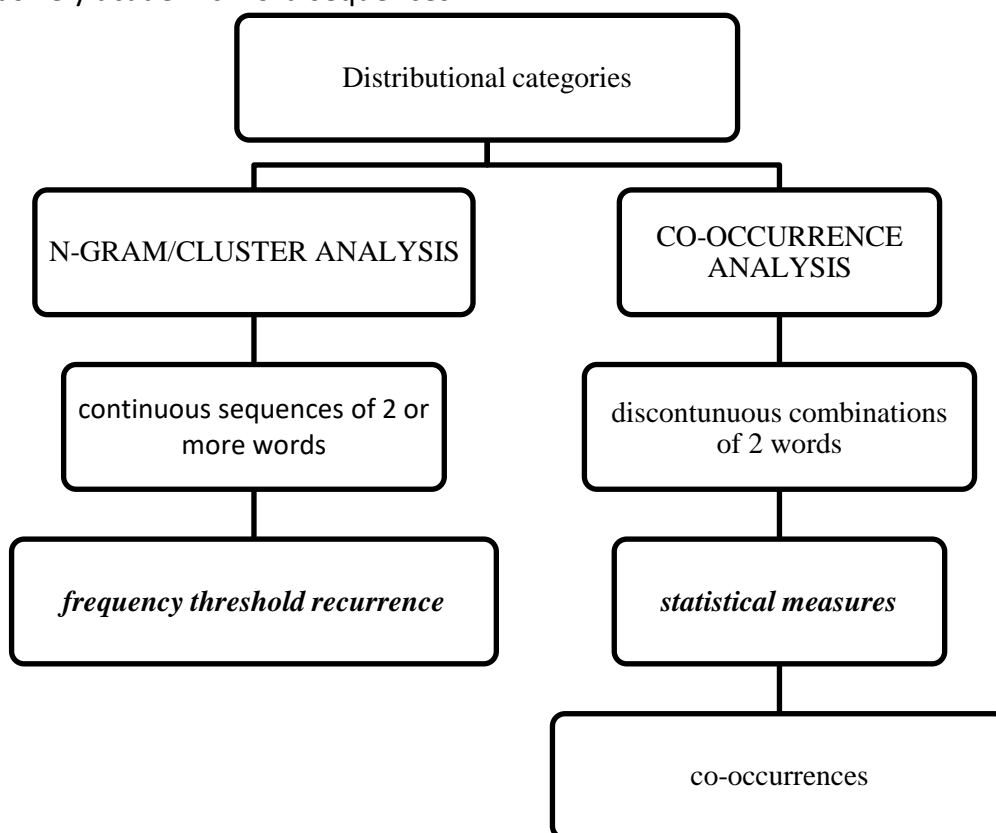 sequences
Distributional categories
N-GRAM/CLUSTER ANALYSIS
CO-OCCURRENCE
ANALYSIS
continuous sequences of 2 or
more words
discontunuous combinations
of 2 words
frequency threshold recurrence
statistical measures
co-occurrences